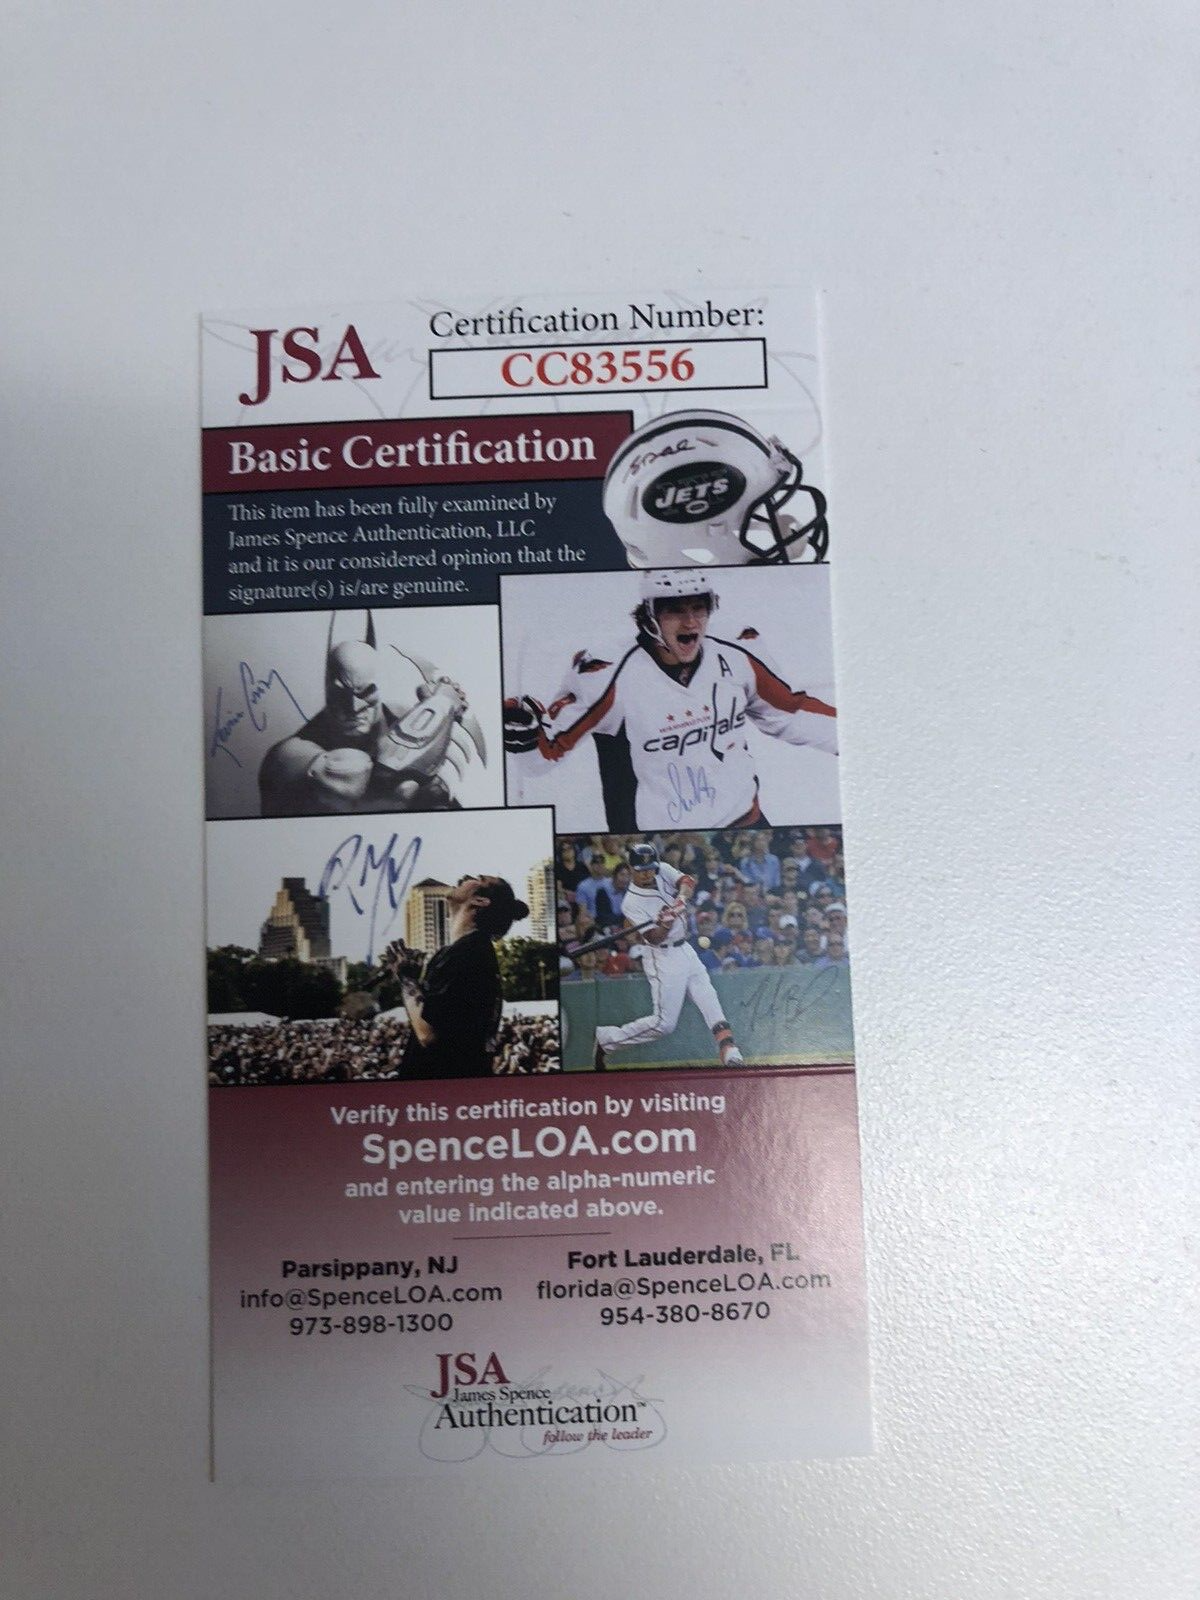 JSA
Certification Number:
CC83556
Basic Certification
This item has been fully examined by
James Spence Authentication, LLC
and it is our considered opinion that the
signature(s) is/are genuine.
JETS
A
WASHINGTON
capitals
Verify this certification by visiting
SpenceLOA.com
and entering the alpha-numeric
value indicated above.
Parsippany, NJ
info@SpenceLOA.com
973-898-1300
Fort Lauderdale, FL
florida@SpenceLOA.com
954-380-8670
JSA
James Spence
Authentication™
follow the leader